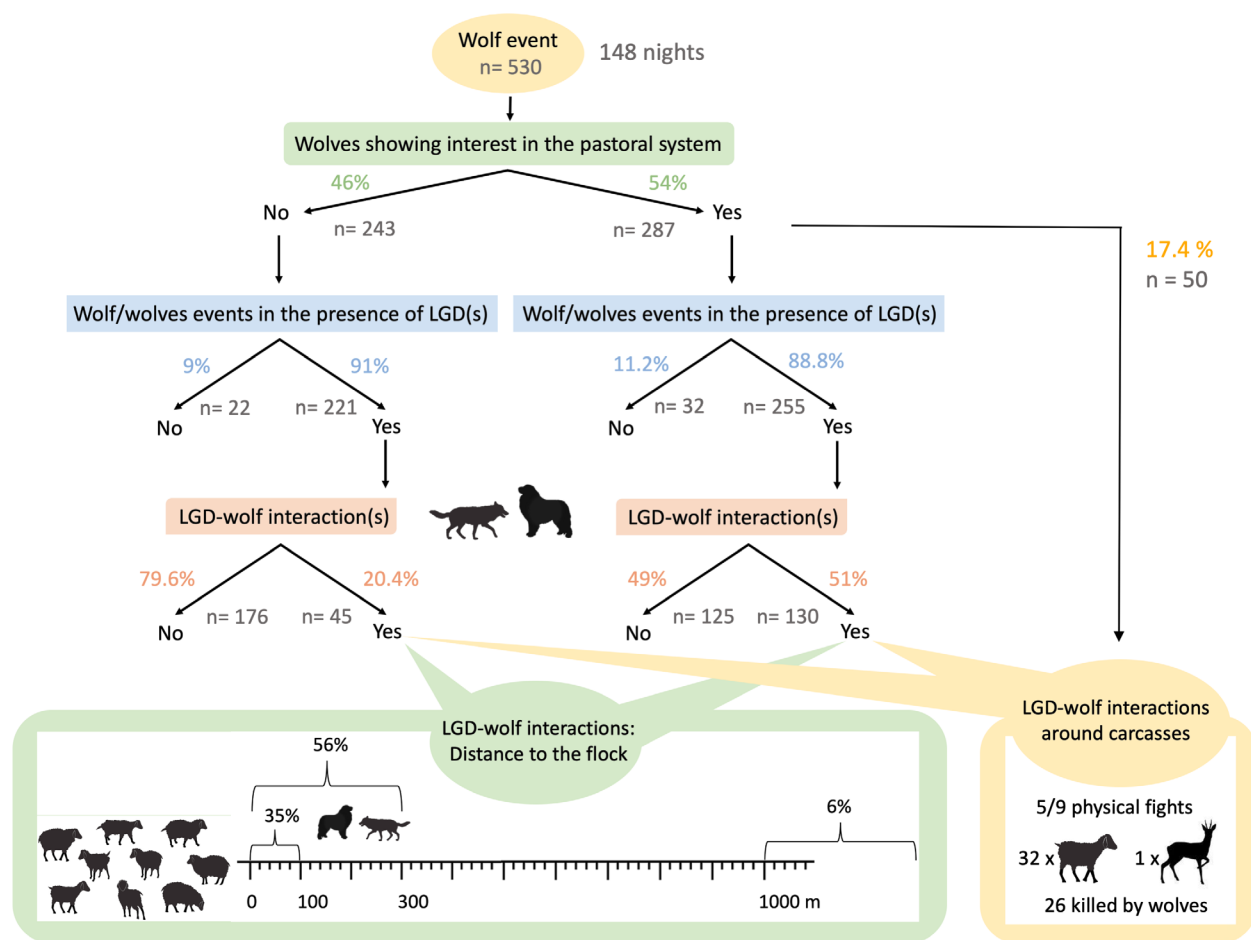 Wolf event
n= 530
148 nights
Wolves showing interest in the pastoral system
46%
54%
No
Yes
n= 243
n= 287
17.4 %
n = 50
Wolf/wolves events in the presence of LGD(s)
Wolf/wolves events in the presence of LGD(s)
9%
91%
11.2%
88.8%
n= 22
n= 221
n= 32
n= 255
No
Yes
No
Yes
LGD-wolf interaction(s)
LGD-wolf interaction(s)
79.6%
20.4%
49%
51%
n= 176
n= 45
n= 125
n= 130
No
Yes
No
Yes
LGD-wolf interactions:
Distance to the flock
56%
35%
6%
0
100
300
1000 m
LGD-wolf interactions
around carcasses
5/9 physical fights
32 x
1 x
26 killed by wolves